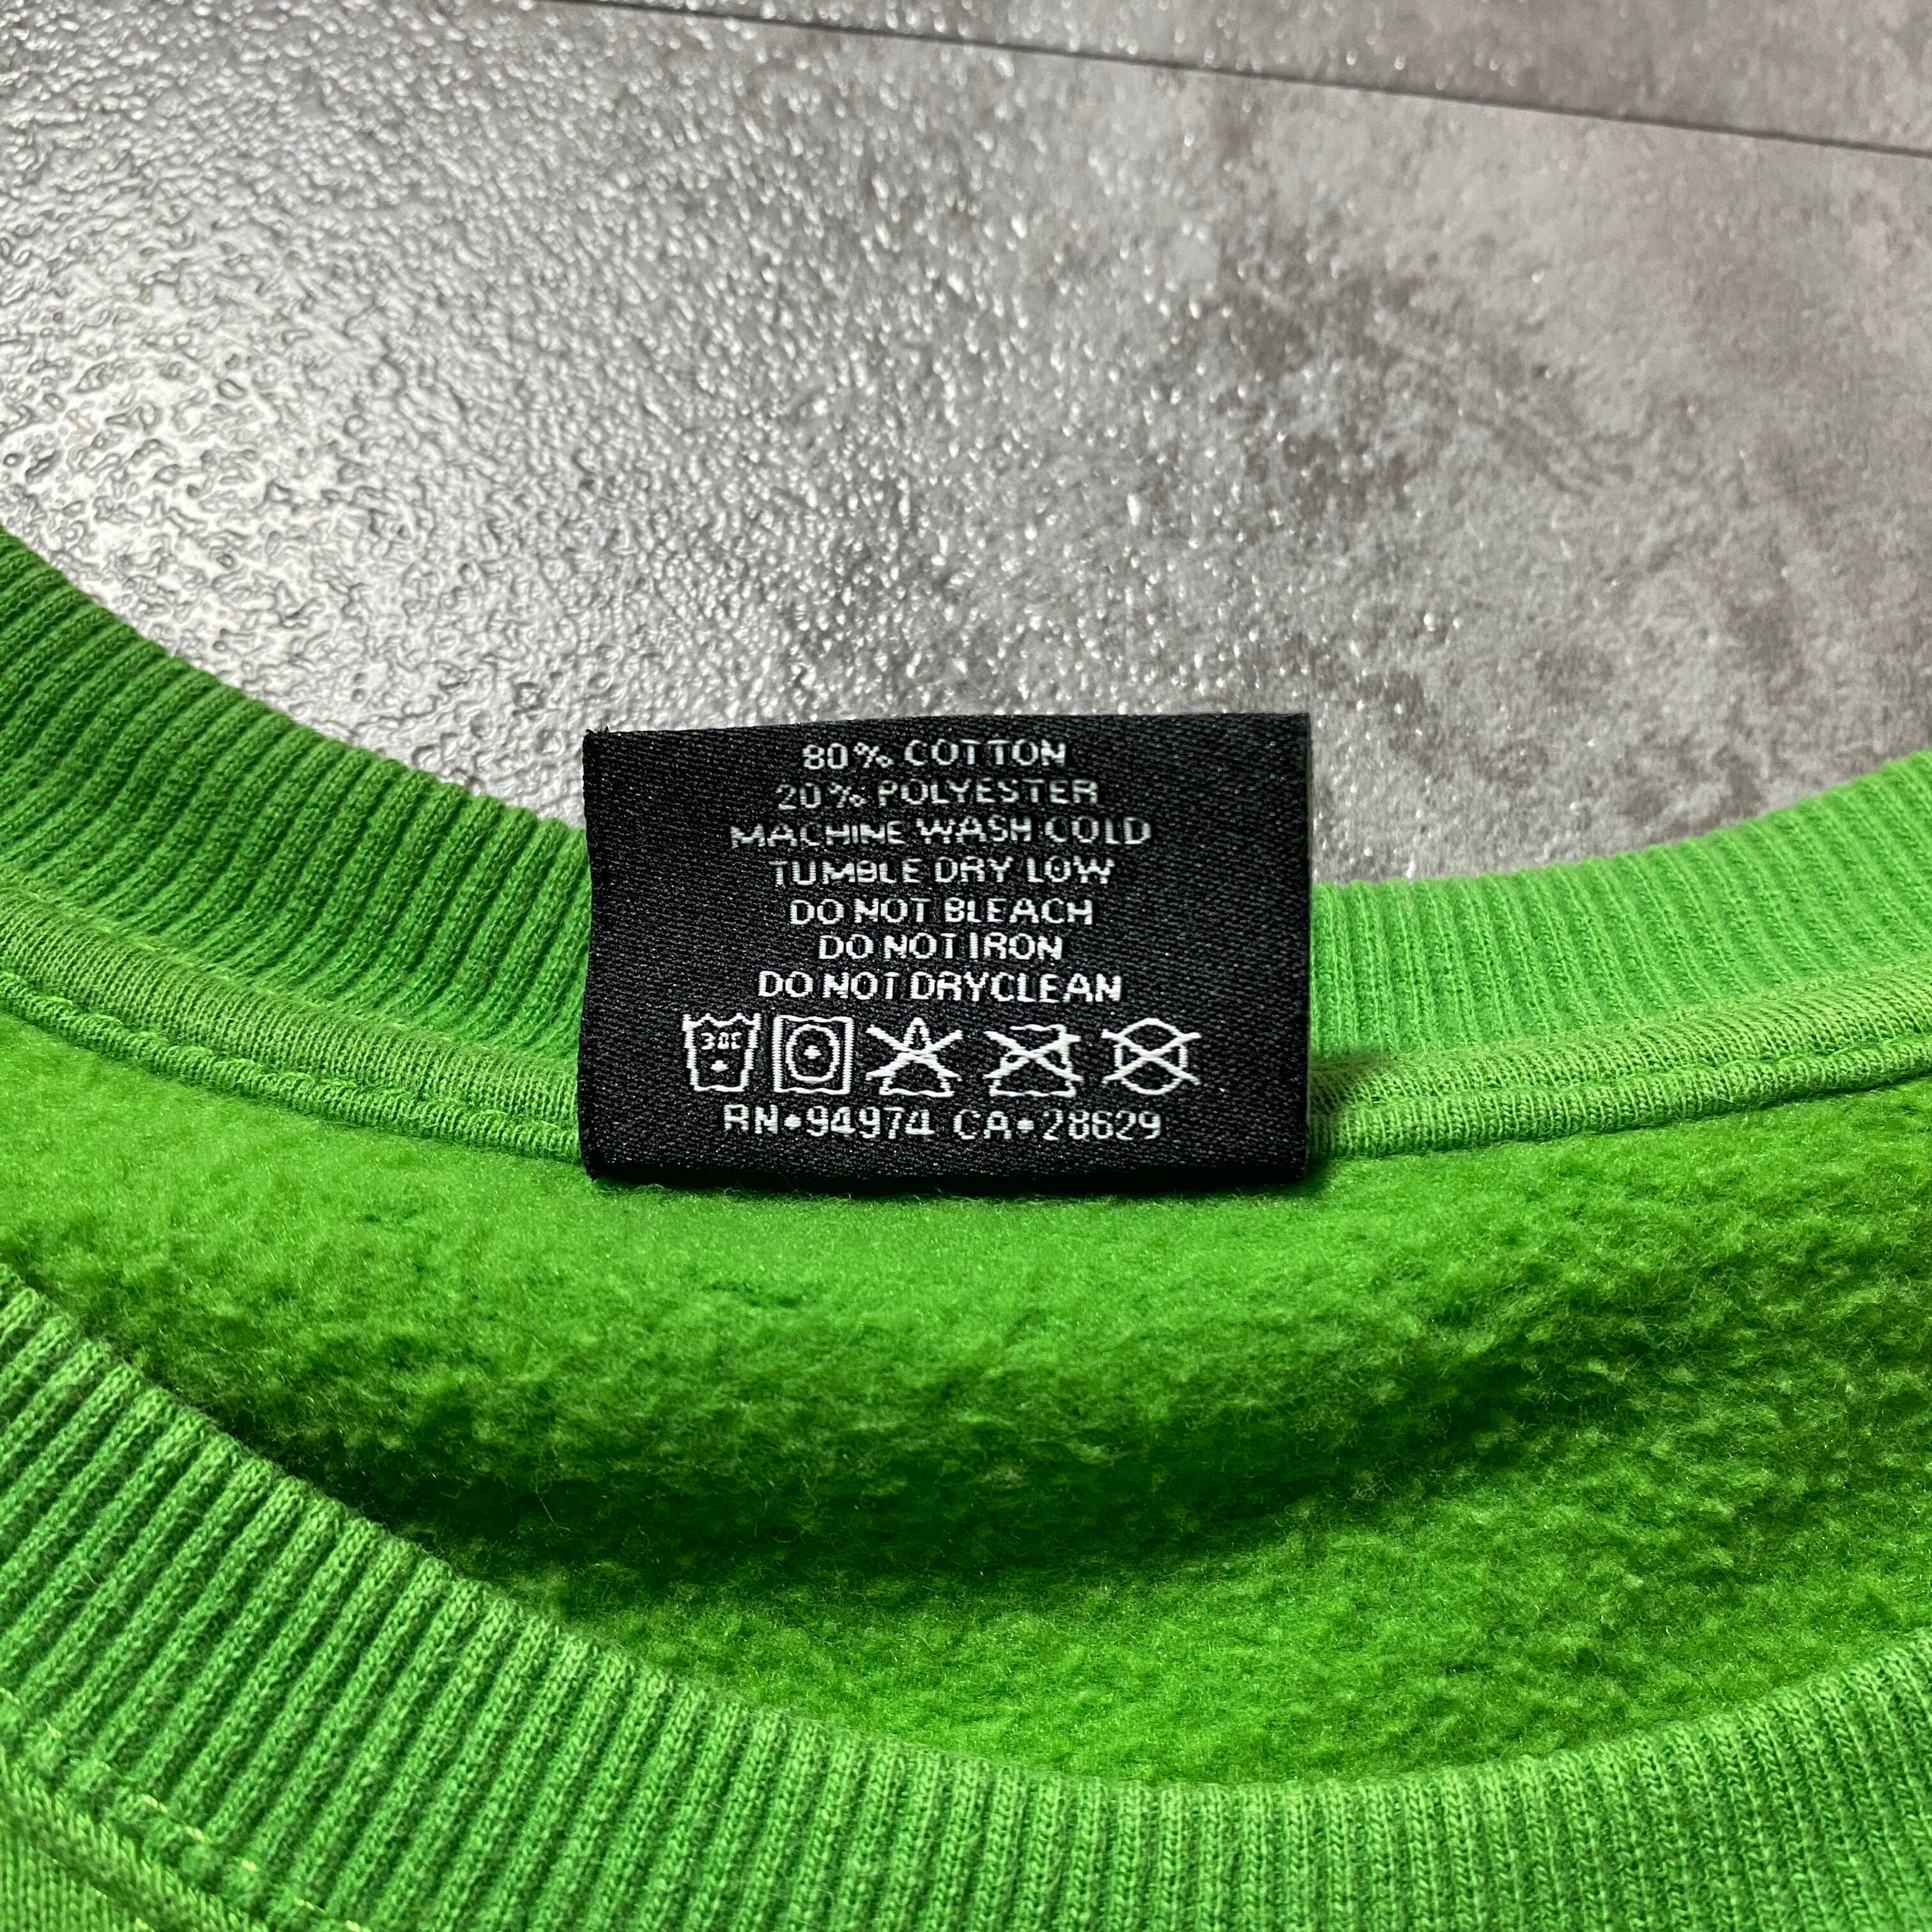 80% COTTON
20% POLYESTER
MACHINE WASH COLD
TUMBLE DRY LOW
DO NOT BLEACH
DO NOT IRON
DO NOT DRYCLEAN
30C
RN•94974 CA•28629